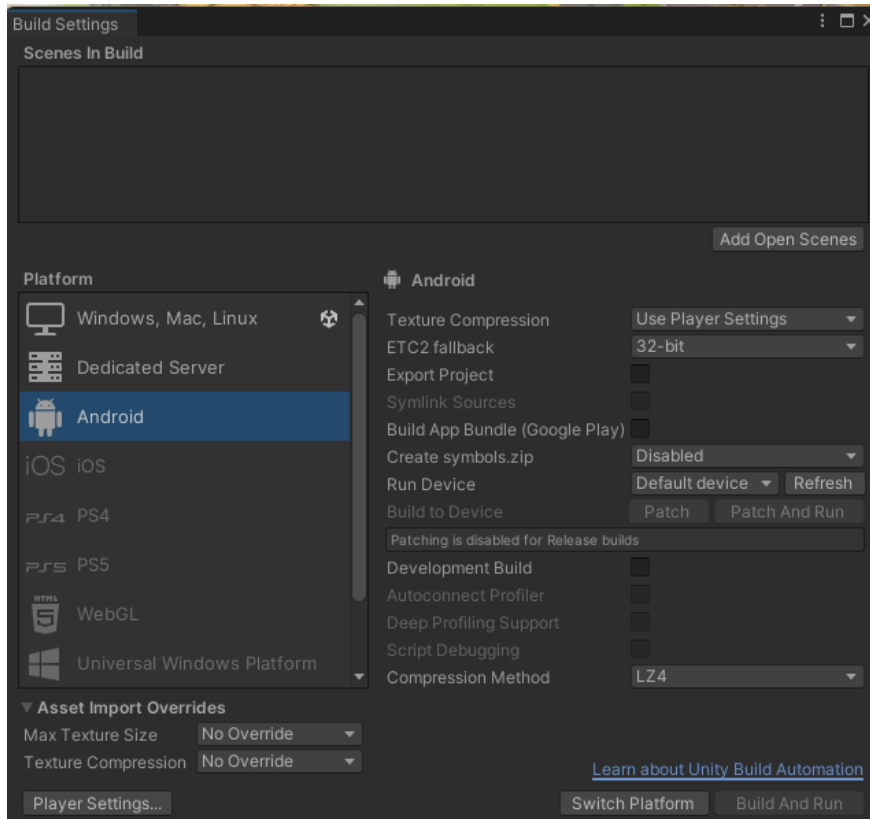 Build Settings
Scenes In Build
Add Open Scenes
Platform
Windows, Mac, Linux
Dedicated Server
Android
iOS iOS
PS4 PS4
PS5 PS5
HTML
5 WebGL
Universal Windows Platform
Android
Texture Compression Use Player Settings
ETC2 fallback 32-bit
Export Project
Symlink Sources
Build App Bundle (Google Play)
Create symbols.zip Disabled
Run Device Default device Refresh
Build to Device Patch Patch And Run
Patching is disabled for Release builds
Development Build
Autoconnect Profiler
Deep Profiling Support
Script Debugging
Compression Method LZ4
Asset Import Overrides
Max Texture Size No Override
Texture Compression No Override
Learn about Unity Build Automation
Player Settings... Switch Platform Build And Run